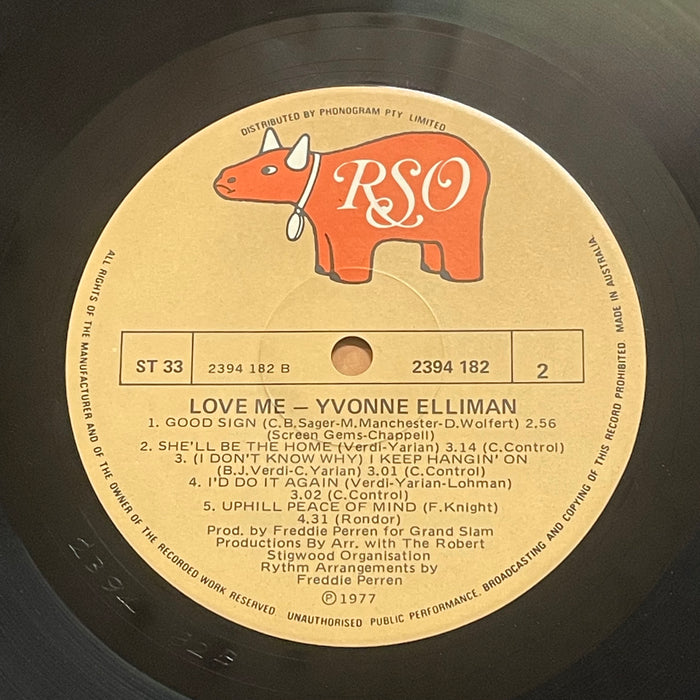 DISTRIBUTED BY PHONOGRAM PTY LIMITED
RSO
ST 33
2394 182 B
2394 182
2
LOVE ME – YVONNE ELLIMAN
1. GOOD SIGN (C.B.Sager-M.Manchester-D.Wolfert) 2.56
(Screen Gems-Chappell)
2. SHE'LL BE THE HOME (Verdi-Yarian) 3.14 (C.Control)
3. (I DON'T KNOW WHY) I KEEP HANGIN' ON
(B.J.Verdi-C.Yarian) 3.01 (C.Control)
4. I'D DO IT AGAIN (Verdi-Yarian-Lohman)
3.02 (C.Control)
5. UPHILL PEACE OF MIND (F.Knight)
4.31 (Rondor)
Prod. by Freddie Perren for Grand Slam
Productions By Arr. with The Robert
Stigwood Organisation
Rythm Arrangements by
Freddie Perren
Ⓟ1977
ALL RIGHTS OF THE MANUFACTURER AND OF THE OWNER OF THE RECORDED WORK RESERVED. UNAUTHORISED PUBLIC PERFORMANCE, BROADCASTING AND COPYING OF THIS RECORD PROHIBITED. MADE IN AUSTRALIA.
2394